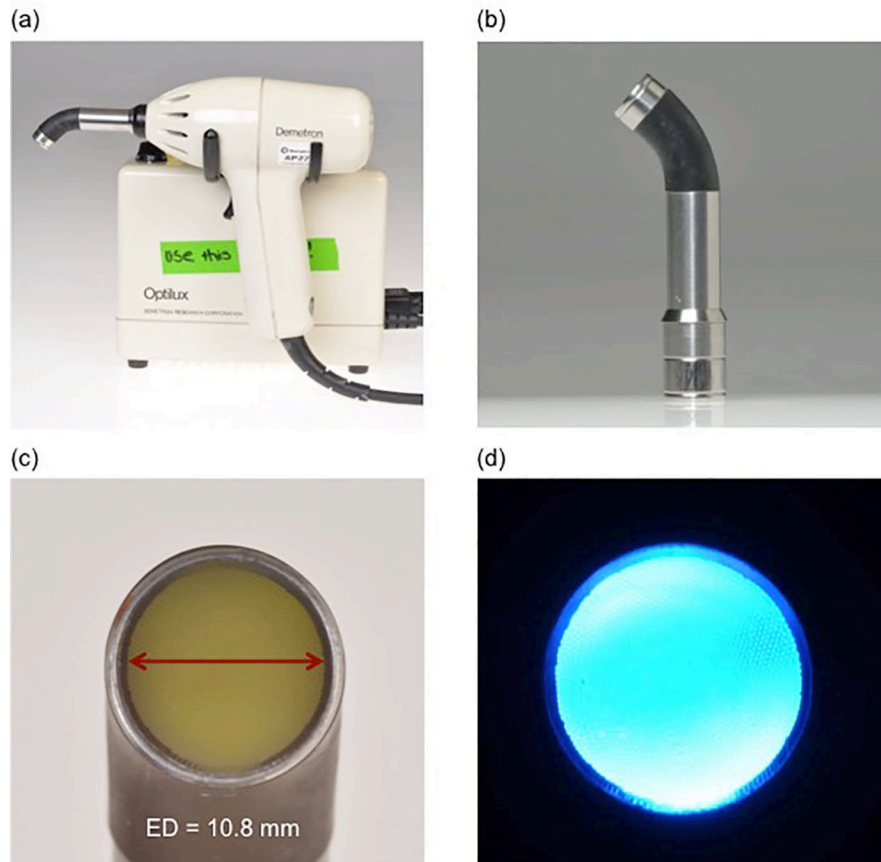 (a)
(b)
Demetron
use this !
Optilux
DEMETRON RESEARCH CORPORATION
(c)
(d)
ED = 10.8 mm